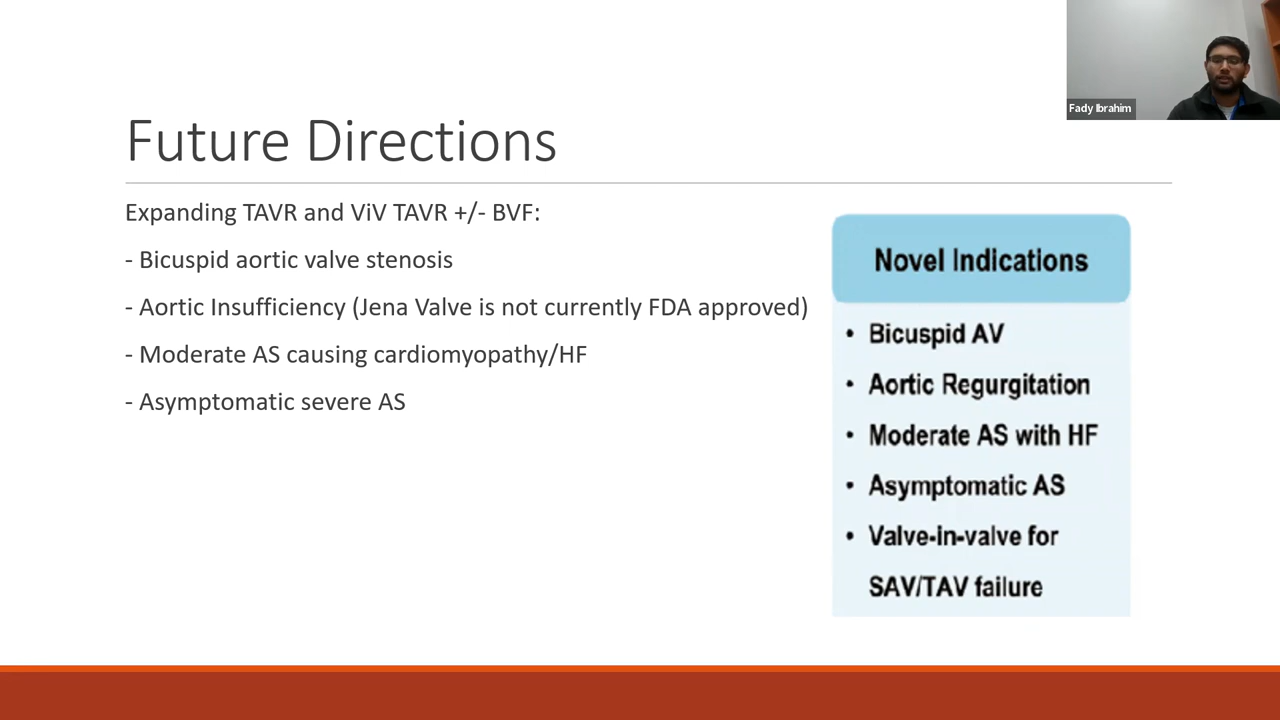 Fady Ibrahim
Future Directions
Expanding TAVR and ViV TAVR +/- BVF:
- Bicuspid aortic valve stenosis
- Aortic Insufficiency (Jena Valve is not currently FDA approved)
- Moderate AS causing cardiomyopathy/HF
- Asymptomatic severe AS
Novel Indications
• Bicuspid AV
• Aortic Regurgitation
• Moderate AS with HF
• Asymptomatic AS
• Valve-in-valve for
SAV/TAV failure